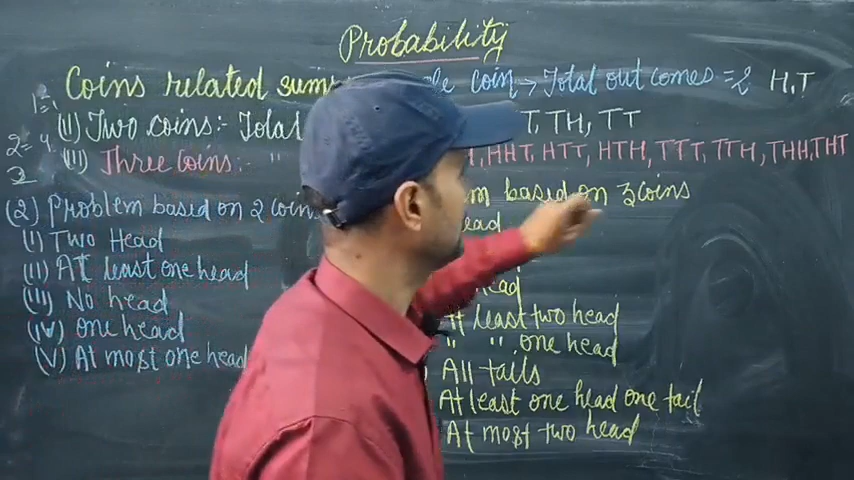 Probability
Coins related sum coin → Total out comes = 2 H,T
(i) Two coins:- Total T, TH, TT
(ii) Three Coins:- " HHT, HTT, HTH, TTT, TTH, THH, THT
(2) Problem based on 2 coin
based on 3 coins
(i) Two Head
(ii) At least one head
(iii) No head
(iv) one head
(v) At most one head
ead
head
At least two head
" " one head
All tails
At least one head one tail
At most two head